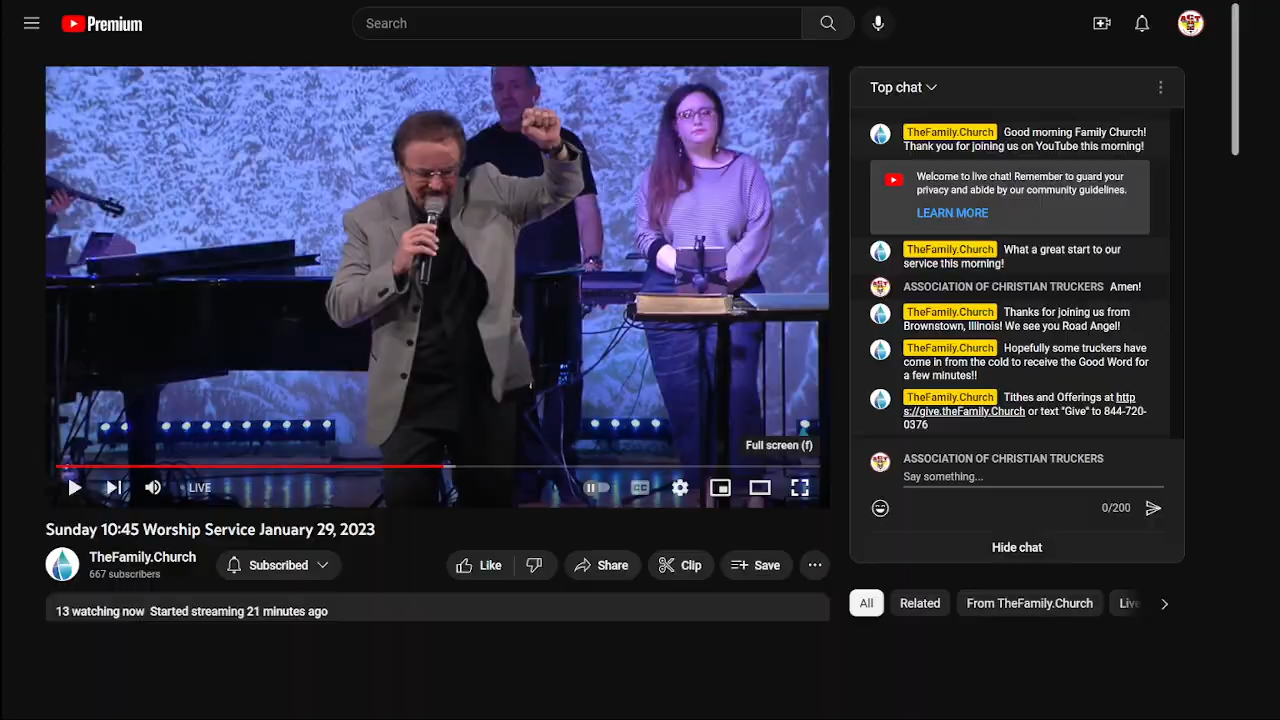 Premium
Search
Top chat
TheFamily.Church Good morning Family Church!
Thank you for joining us on YouTube this morning!
Welcome to live chat! Remember to guard your
privacy and abide by our community guidelines.
LEARN MORE
TheFamily.Church What a great start to our
service this morning!
ASSOCIATION OF CHRISTIAN TRUCKERS Amen!
TheFamily.Church Thanks for joining us from
Brownstown, Illinois! We see you Road Angel!
TheFamily.Church Hopefully some truckers have
come in from the cold to receive the Good Word for
a few minutes!!
TheFamily.Church Tithes and Offerings at http
s://give.theFamily.Church or text "Give" to 844-720-
0376
ASSOCIATION OF CHRISTIAN TRUCKERS
Say something...
0/200
Hide chat
Full screen (f)
LIVE
CC
Sunday 10:45 Worship Service January 29, 2023
TheFamily.Church
667 subscribers
Subscribed
Like
Share
Clip
Save
13 watching now Started streaming 21 minutes ago
All
Related
From TheFamily.Church
Live